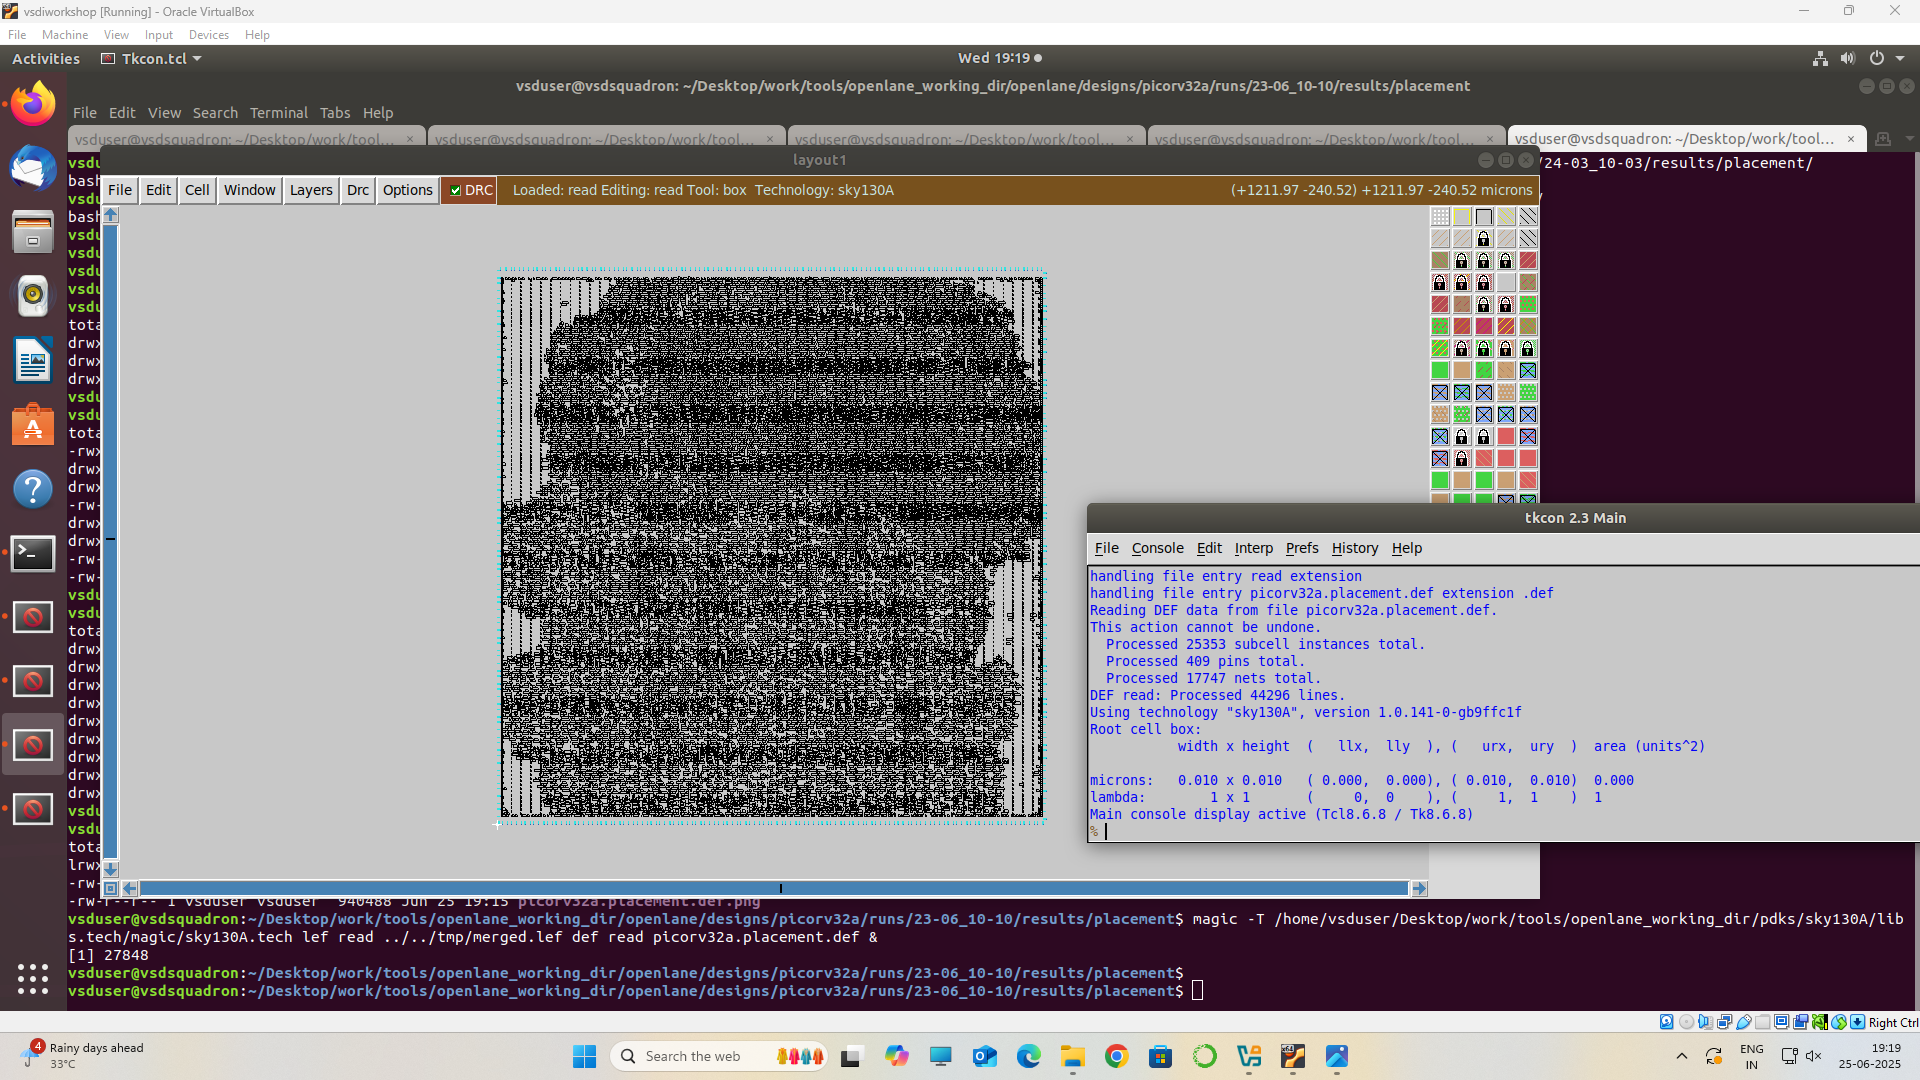 vsdiworkshop [Running] - Oracle VirtualBox
File Machine View Input Devices Help
Activities Tkcon.tcl Wed 19:19
vsduser@vsdsquadron: ~/Desktop/work/tools/openlane_working_dir/openlane/designs/picorv32a/runs/23-06_10-10/results/placement
File Edit View Search Terminal Tabs Help
vsduser@vsdsquadron: ~/Desktop/work/tool... × vsduser@vsdsquadron: ~/Desktop/work/tool... × vsduser@vsdsquadron: ~/Desktop/work/tool... × vsduser@vsdsquadron: ~/Desktop/work/tool... × vsduser@vsdsquadron: ~/Desktop/work/tool... ×
layout1
/24-03_10-03/results/placement/
File Edit Cell Window Layers Drc Options DRC Loaded: read Editing: read Tool: box Technology: sky130A (+1211.97 -240.52) +1211.97 -240.52 microns
vsdu
bash
vsdu
bash
vsdu
vsdu
vsdu
vsdu
vsdu
tota
drwx
drwx
drwx
vsdu
vsdu
tota
-rwx
drwx
drwx
-rw-
drwx
drwx
-rw-
-rw-
vsdu
vsdu
tota
drwx
drwx
drwx
drwx
drwx
drwx
drwx
drwx
drwx
vsdu
vsdu
tota
lrwx
-rw-
tkcon 2.3 Main
File Console Edit Interp Prefs History Help
handling file entry read extension
handling file entry picorv32a.placement.def extension .def
Reading DEF data from file picorv32a.placement.def.
This action cannot be undone.
Processed 25353 subcell instances total.
Processed 409 pins total.
Processed 17747 nets total.
DEF read: Processed 44296 lines.
Using technology "sky130A", version 1.0.141-0-gb9ffc1f
Root cell box:
width x height ( llx, lly ), ( urx, ury ) area (units^2)
microns: 0.010 x 0.010 ( 0.000, 0.000), ( 0.010, 0.010) 0.000
lambda: 1 x 1 ( 0, 0 ), ( 1, 1 ) 1
Main console display active (Tcl8.6.8 / Tk8.6.8)
%
-rw-r--r-- 1 vsduser vsduser 940488 Jun 25 19:15 picorv32a.placement.def.png
vsduser@vsdsquadron:~/Desktop/work/tools/openlane_working_dir/openlane/designs/picorv32a/runs/23-06_10-10/results/placement$ magic -T /home/vsduser/Desktop/work/tools/openlane_working_dir/pdks/sky130A/lib
s.tech/magic/sky130A.tech lef read ../../tmp/merged.lef def read picorv32a.placement.def &
[1] 27848
vsduser@vsdsquadron:~/Desktop/work/tools/openlane_working_dir/openlane/designs/picorv32a/runs/23-06_10-10/results/placement$
vsduser@vsdsquadron:~/Desktop/work/tools/openlane_working_dir/openlane/designs/picorv32a/runs/23-06_10-10/results/placement$
Right Ctrl
4
Rainy days ahead
33°C
Search the web
ENG
IN
19:19
25-06-2025